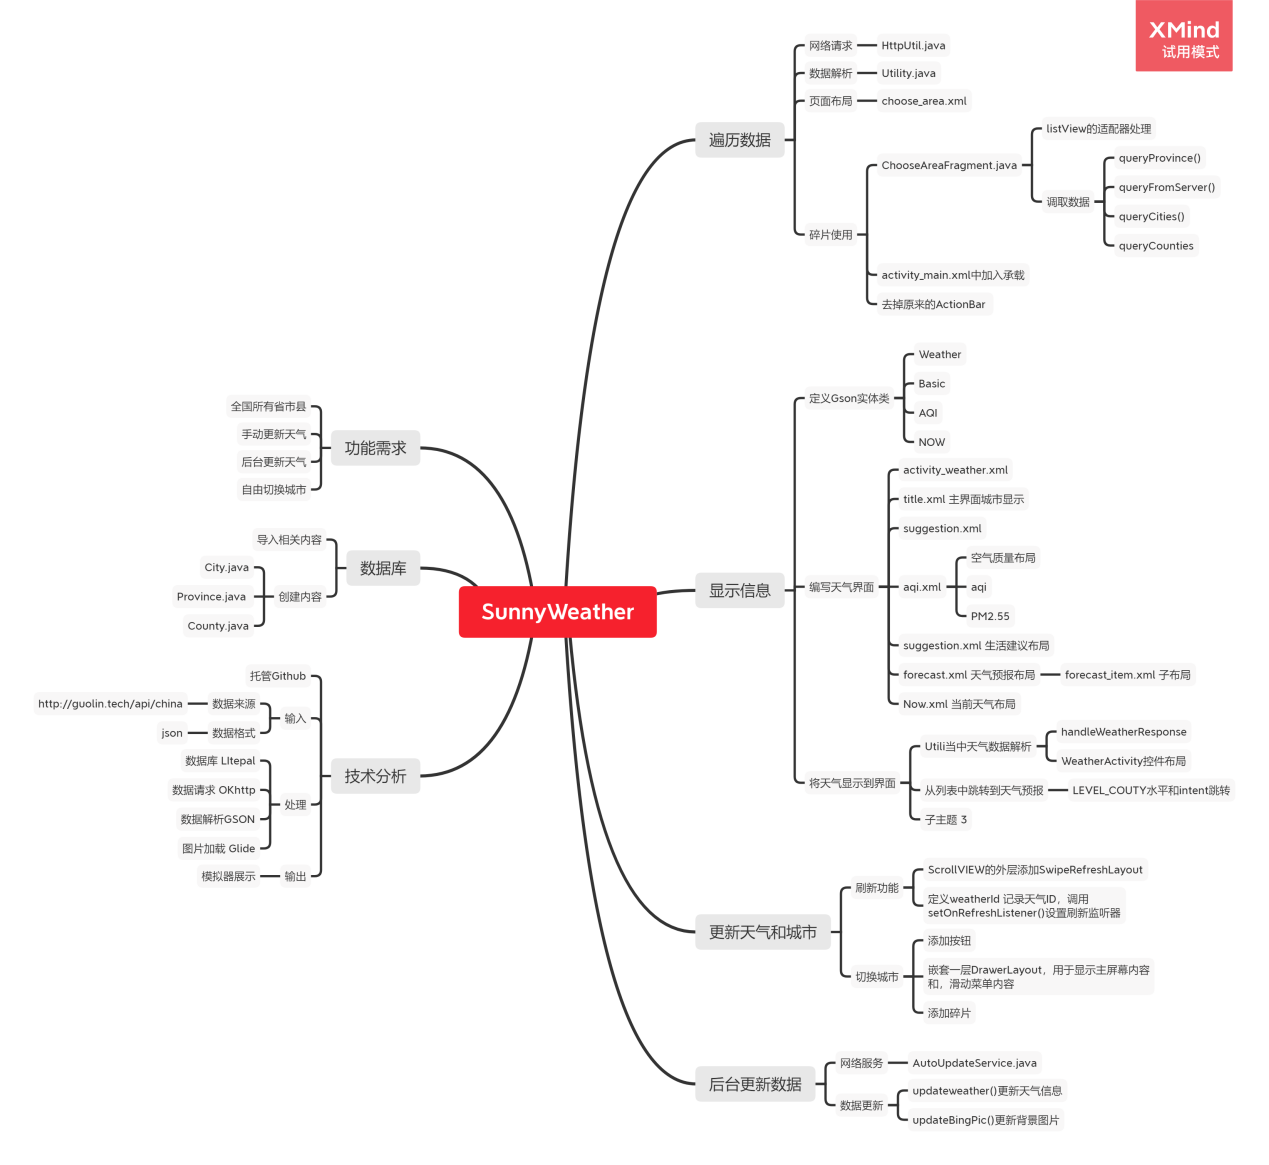 XMind
试用模式
SunnyWeather
遍历数据
网络请求
HttpUtil.java
数据解析
Utility.java
页面布局
choose_area.xml
碎片使用
ChooseAreaFragment.java
listView的适配器处理
调取数据
queryProvince()
queryFromServer()
queryCities()
queryCounties
activity_main.xml中加入承载
去掉原来的ActionBar
显示信息
定义Gson实体类
Weather
Basic
AQI
NOW
编写天气界面
activity_weather.xml
title.xml 主界面城市显示
suggestion.xml
aqi.xml
空气质量布局
aqi
PM2.55
suggestion.xml 生活建议布局
forecast.xml 天气预报布局
forecast_item.xml 子布局
Now.xml 当前天气布局
将天气显示到界面
Utili当中天气数据解析
handleWeatherResponse
WeatherActivity控件布局
从列表中跳转到天气预报
LEVEL_COUTY水平和intent跳转
子主题 3
更新天气和城市
刷新功能
ScrollVIEW的外层添加SwipeRefreshLayout
定义weatherId 记录天气ID，调用
setOnRefreshListener()设置刷新监听器
切换城市
添加按钮
嵌套一层DrawerLayout，用于显示主屏幕内容
和，滑动菜单内容
添加碎片
后台更新数据
网络服务
AutoUpdateService.java
数据更新
updateweather()更新天气信息
updateBingPic()更新背景图片
功能需求
全国所有省市县
手动更新天气
后台更新天气
自由切换城市
数据库
导入相关内容
创建内容
City.java
Province.java
County.java
技术分析
托管Github
输入
数据来源
http://guolin.tech/api/china
数据格式
json
处理
数据库 LItepal
数据请求 OKhttp
数据解析GSON
图片加载 Glide
输出
模拟器展示